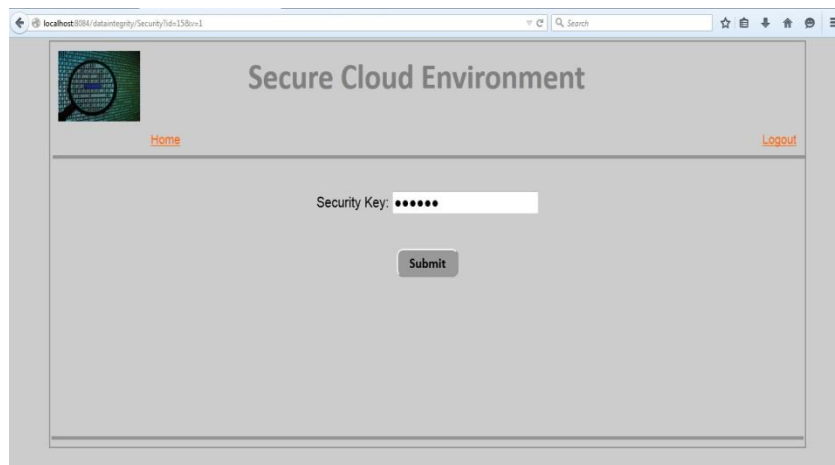 localhost:8084/dataintegrity/Security?id=15&v=1
Search
Secure Cloud Environment
Home
Logout
Security Key: ●●●●●●
Submit